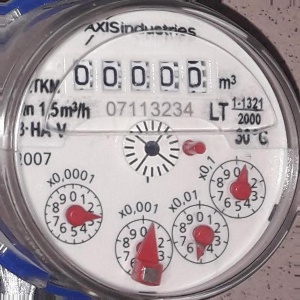 AXISindustries
TKM 00000 m³
n 1,5m³/h 07113234 LT 1-1321
2000
B·H A·V 30°C
2007
x0,1
x0,0001
x0,001
x0,01